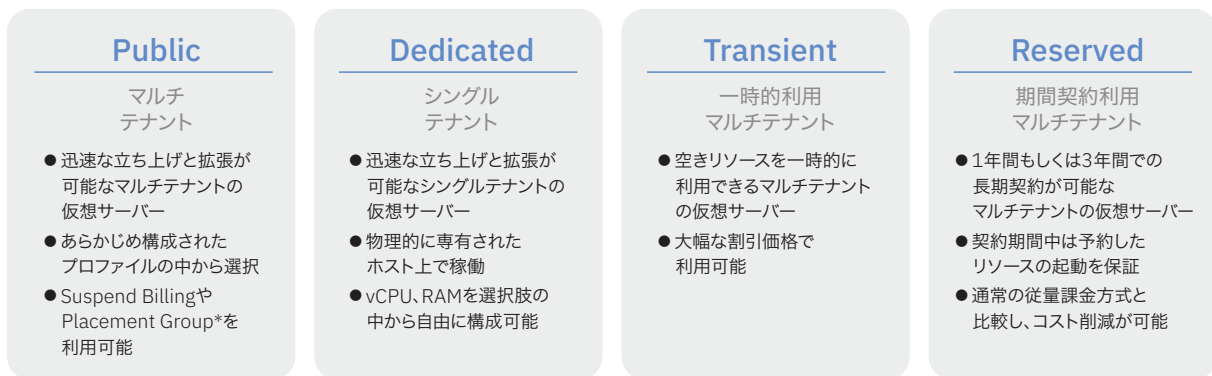 Public
マルチ
テナント
●迅速な立ち上げと拡張が
可能なマルチテナントの
仮想サーバー
●あらかじめ構成された
プロファイルの中から選択
●Suspend Billingや
Placement Group*を
利用可能
Dedicated
シングル
テナント
●迅速な立ち上げと拡張が
可能なシングルテナントの
仮想サーバー
●物理的に専有された
ホスト上で稼働
●vCPU、RAMを選択肢の
中から自由に構成可能
Transient
一時的利用
マルチテナント
●空きリソースを一時的に
利用できるマルチテナント
の仮想サーバー
●大幅な割引価格で
利用可能
Reserved
期間契約利用
マルチテナント
●1年間もしくは3年間での
長期契約が可能な
マルチテナントの仮想サーバー
●契約期間中は予約した
リソースの起動を保証
●通常の従量課金方式と
比較し、コスト削減が可能